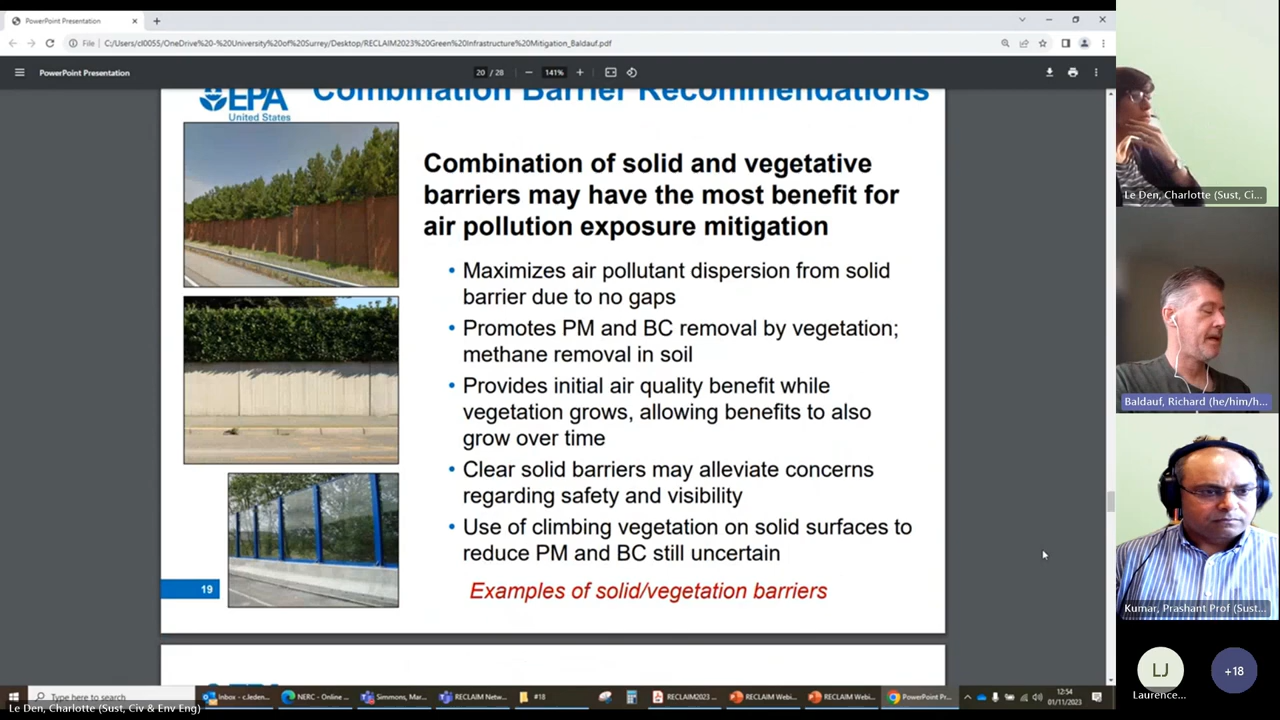 PowerPoint Presentation
File
C:/Users/cl0055/OneDrive%20-%20University%20of%20Surrey/Desktop/RECLAIM2023%20Green%20Infrastructure%20Mitigation_Baldauf.pdf
PowerPoint Presentation
20 / 28
141%
EPA
United States
Combination Barrier Recommendations
Combination of solid and vegetative
barriers may have the most benefit for
air pollution exposure mitigation
• Maximizes air pollutant dispersion from solid
barrier due to no gaps
• Promotes PM and BC removal by vegetation;
methane removal in soil
• Provides initial air quality benefit while
vegetation grows, allowing benefits to also
grow over time
• Clear solid barriers may alleviate concerns
regarding safety and visibility
• Use of climbing vegetation on solid surfaces to
reduce PM and BC still uncertain
19
Examples of solid/vegetation barriers
Le Den, Charlotte (Sust, Ci...
Baldauf, Richard (he/him/h...
Kumar, Prashant Prof (Sust...
LJ
Laurence...
+18
Type here to search
Inbox - c.leden...
NERC - Online ...
Simmons, Mar...
RECLAIM Netw...
#18
RECLAIM2023 ...
RECLAIM Webi...
RECLAIM Webi...
PowerPoint Pr...
12:54
01/11/2023
Le Den, Charlotte (Sust, Civ & Env Eng)